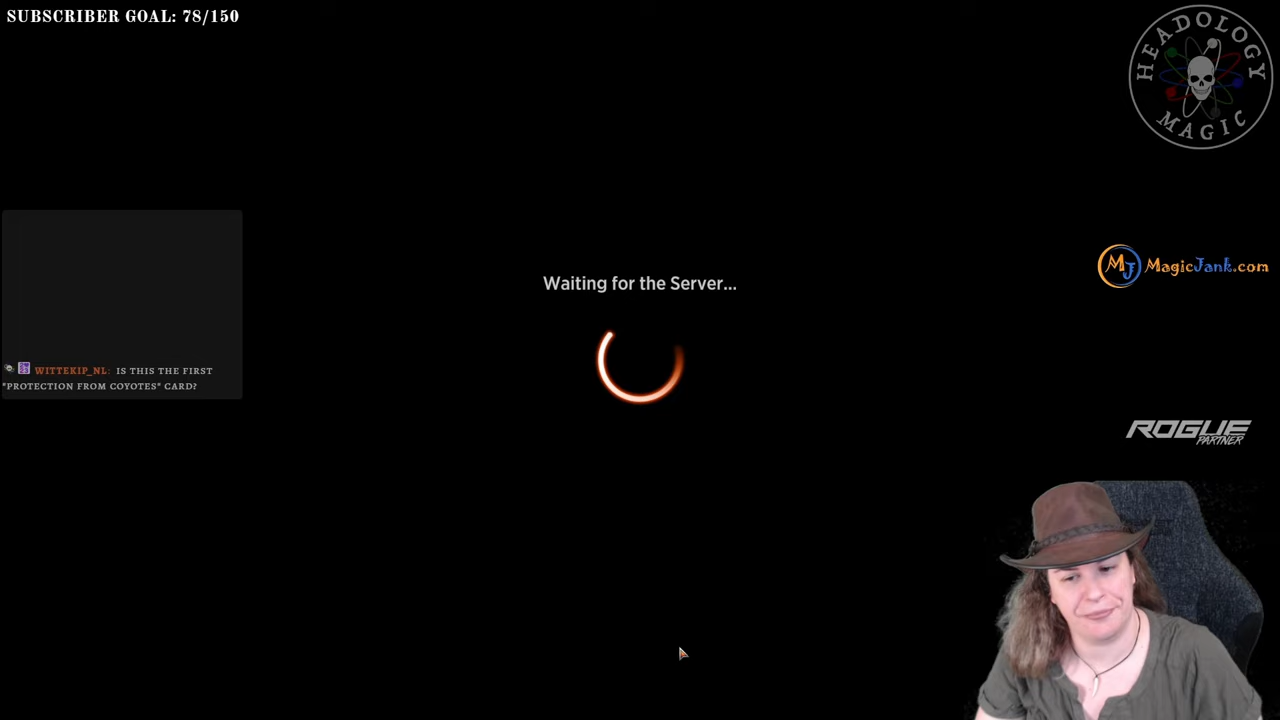 SUBSCRIBER GOAL: 78/150
HEADOLOGY
MAGIC
MJ MagicJank.com
Waiting for the Server...
WITTEKIP_NL: IS THIS THE FIRST
"PROTECTION FROM COYOTES" CARD?
ROGUE
PARTNER